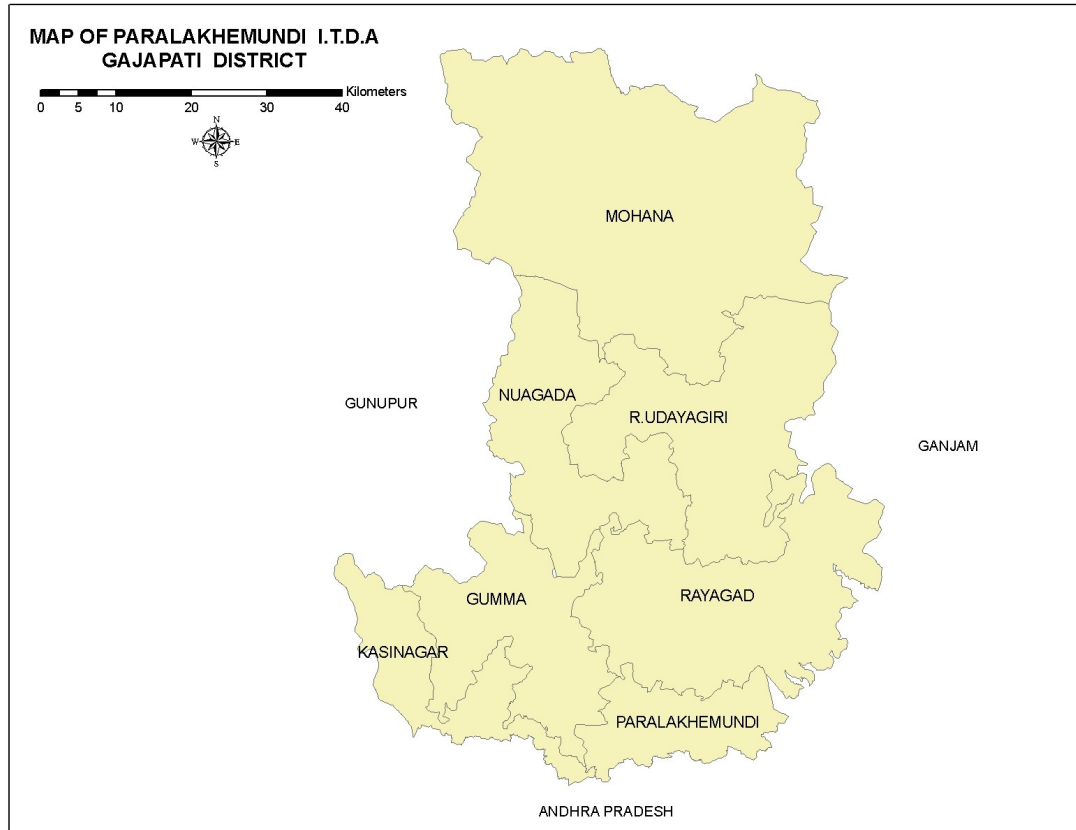 MAP OF PARALAKHEMUNDI I.T.D.A
GAJAPATI DISTRICT
Kilometers
0 5 10 20 30 40
N
W E
S
MOHANA
NUAGADA
GUNUPUR
R.UDAYAGIRI
GANJAM
RAYAGAD
GUMMA
KASINAGAR
PARALAKHEMUNDI
ANDHRA PRADESH